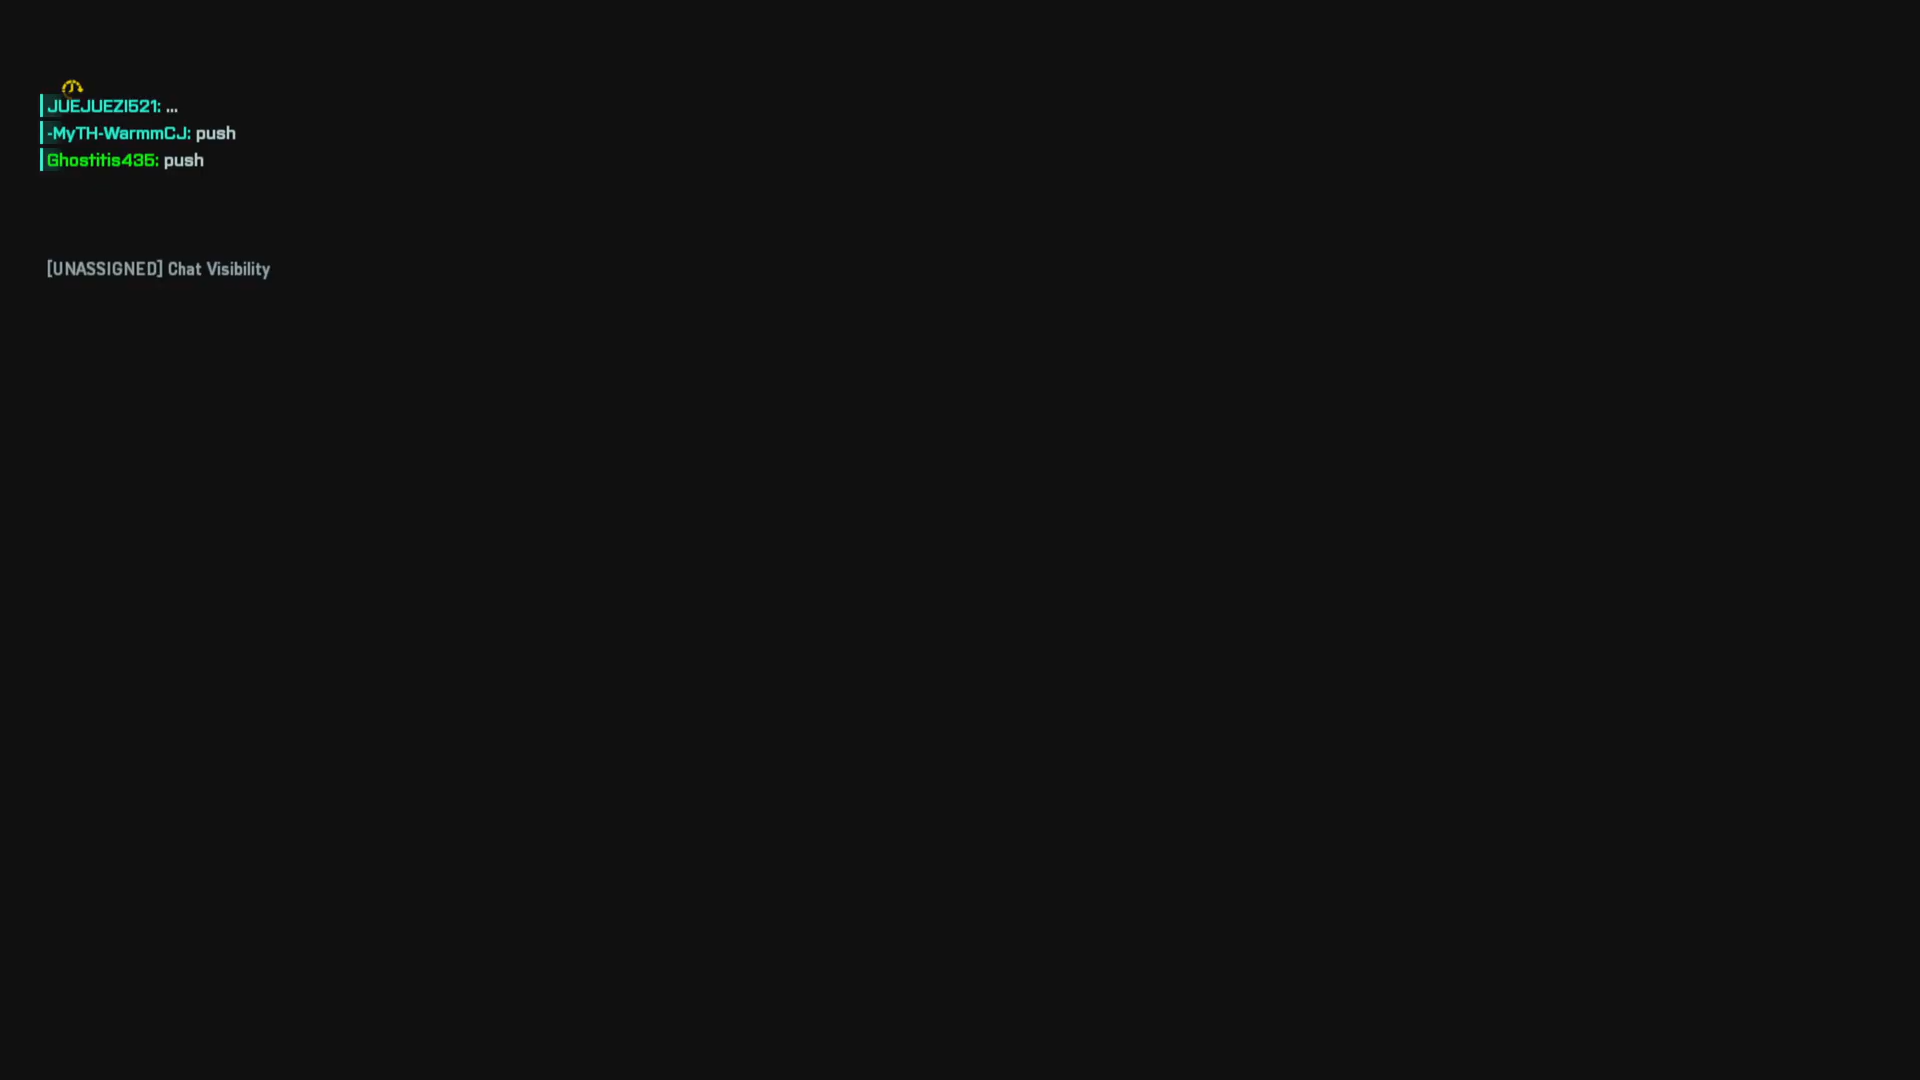 JUEJUEZI521: ...
-MyTH-WarmmCJ: push
Ghostitis435: push
[UNASSIGNED] Chat Visibility